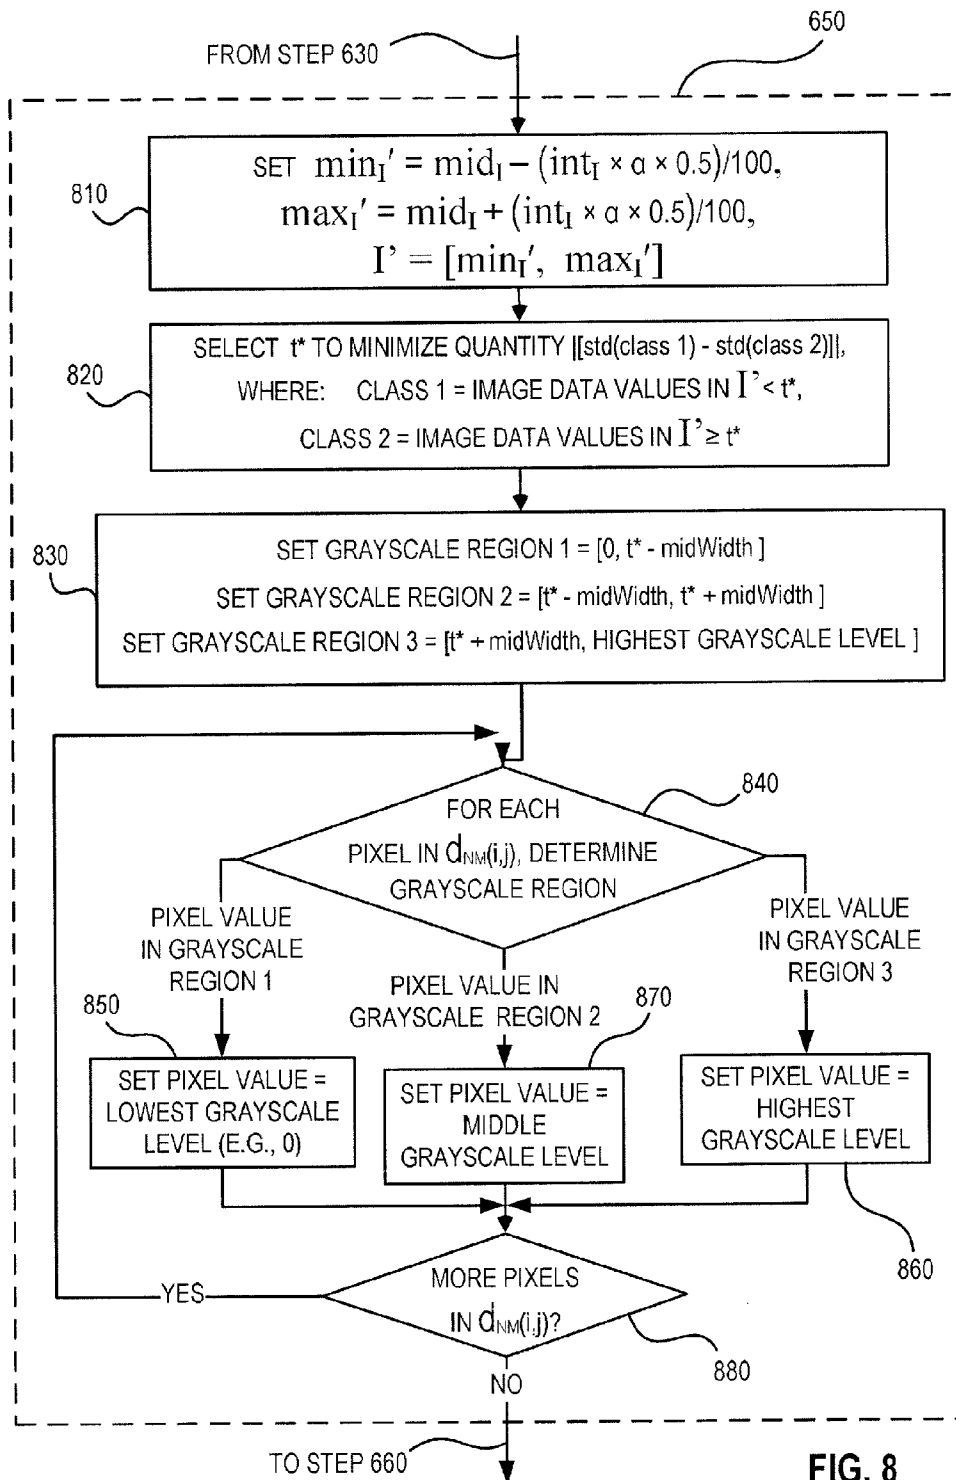 650
FROM STEP 630
810
SET min_I' = mid_I – (int_I × α × 0.5)/100,
max_I' = mid_I + (int_I × α × 0.5)/100,
I' = [min_I', max_I']
820
SELECT t* TO MINIMIZE QUANTITY |[std(class 1) - std(class 2)]|,
WHERE: CLASS 1 = IMAGE DATA VALUES IN I' < t*,
CLASS 2 = IMAGE DATA VALUES IN I' ≥ t*
830
SET GRAYSCALE REGION 1 = [0, t* - midWidth ]
SET GRAYSCALE REGION 2 = [t* - midWidth, t* + midWidth ]
SET GRAYSCALE REGION 3 = [t* + midWidth, HIGHEST GRAYSCALE LEVEL ]
840
FOR EACH
PIXEL IN d_NM(i,j), DETERMINE
GRAYSCALE REGION
PIXEL VALUE
IN GRAYSCALE
REGION 1
PIXEL VALUE IN
GRAYSCALE REGION 2
PIXEL VALUE
IN GRAYSCALE
REGION 3
850
SET PIXEL VALUE =
LOWEST GRAYSCALE
LEVEL (E.G., 0)
870
SET PIXEL VALUE =
MIDDLE
GRAYSCALE LEVEL
SET PIXEL VALUE =
HIGHEST
GRAYSCALE LEVEL
860
MORE PIXELS
IN d_NM(i,j)?
YES
880
NO
TO STEP 660
FIG. 8